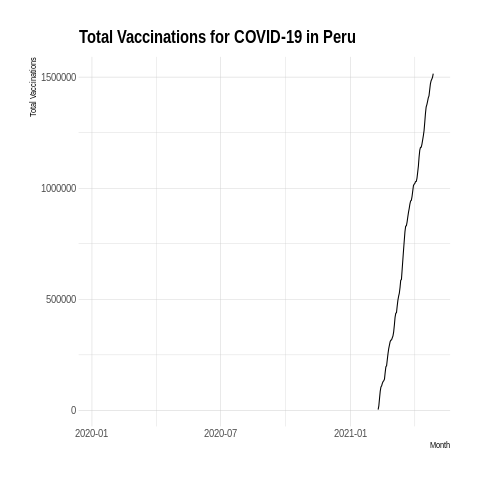 Total Vaccinations for COVID-19 in Peru
Total Vaccinations
1500000
1000000
500000
0
2020-01 2020-07 2021-01
Month